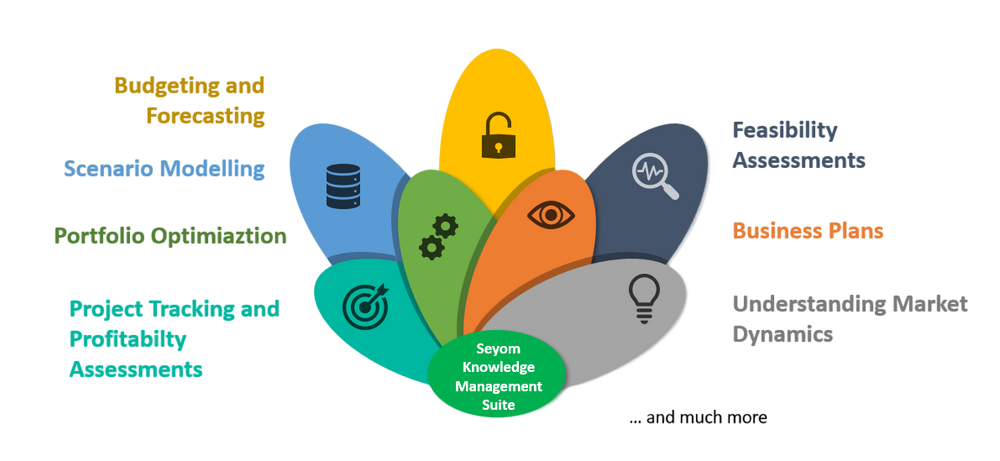 Budgeting and
Forecasting
Scenario Modelling
Portfolio Optimiaztion
Project Tracking and
Profitabilty
Assessments
Feasibility
Assessments
Business Plans
Understanding Market
Dynamics
Seyom
Knowledge
Management
Suite
... and much more